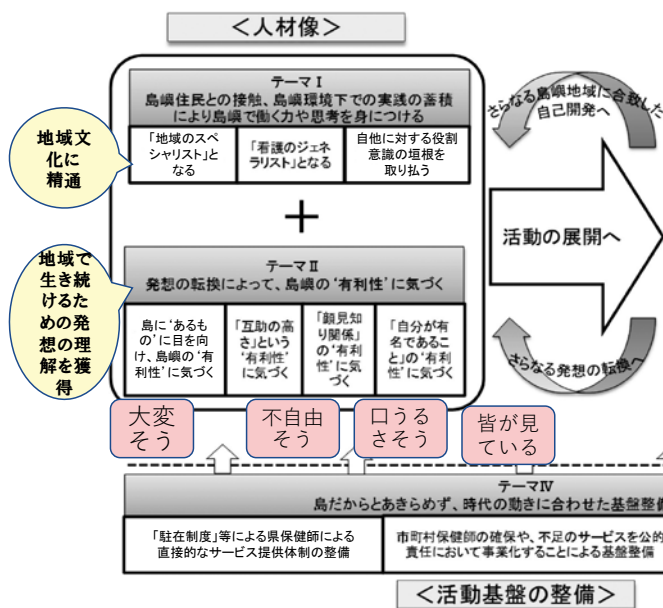 ＜人材像＞
テーマⅠ
島嶼住民との接触、島嶼環境下での実践の蓄積
により島嶼で働く力や思考を身につける
「地域のスペ
シャリスト」と
なる
「看護のジェネ
ラリスト」となる
自他に対する役割
意識の垣根を
取り払う
地域文
化に
精通
＋
さらなる島嶼地域に合致した
自己開発へ
活動の展開へ
さらなる発想の転換へ
テーマⅡ
発想の転換によって、島嶼の‘有利性’に気づく
島に‘あるも
の’に目を向
け、島嶼の‘有
利性’に気づく
「互助の高
さ」という
‘有利性’
に気づく
「顔見知
り関係」
の‘有利
性’に気づ
く
「自分が有
名であるこ
と」の‘有利
性’に気づく
地域で
生き続
けるた
めの発
想の理
解を獲
得
大変
そう
不自由
そう
口うる
さそう
皆が見
ている
テーマⅣ
島だからとあきらめず、時代の動きに合わせた基盤整備
「駐在制度」等による県保健師による
直接的なサービス提供体制の整備
市町村保健師の確保や、不足のサービスを公的
責任において事業化することによる基盤整備
＜活動基盤の整備＞